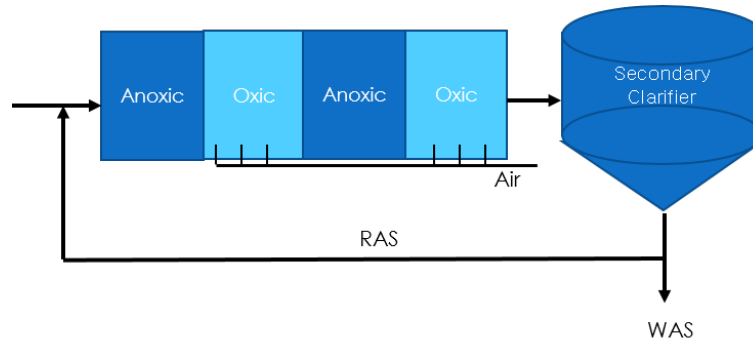 Anoxic
Oxic
Anoxic
Oxic
Secondary
Clarifier
Air
RAS
WAS